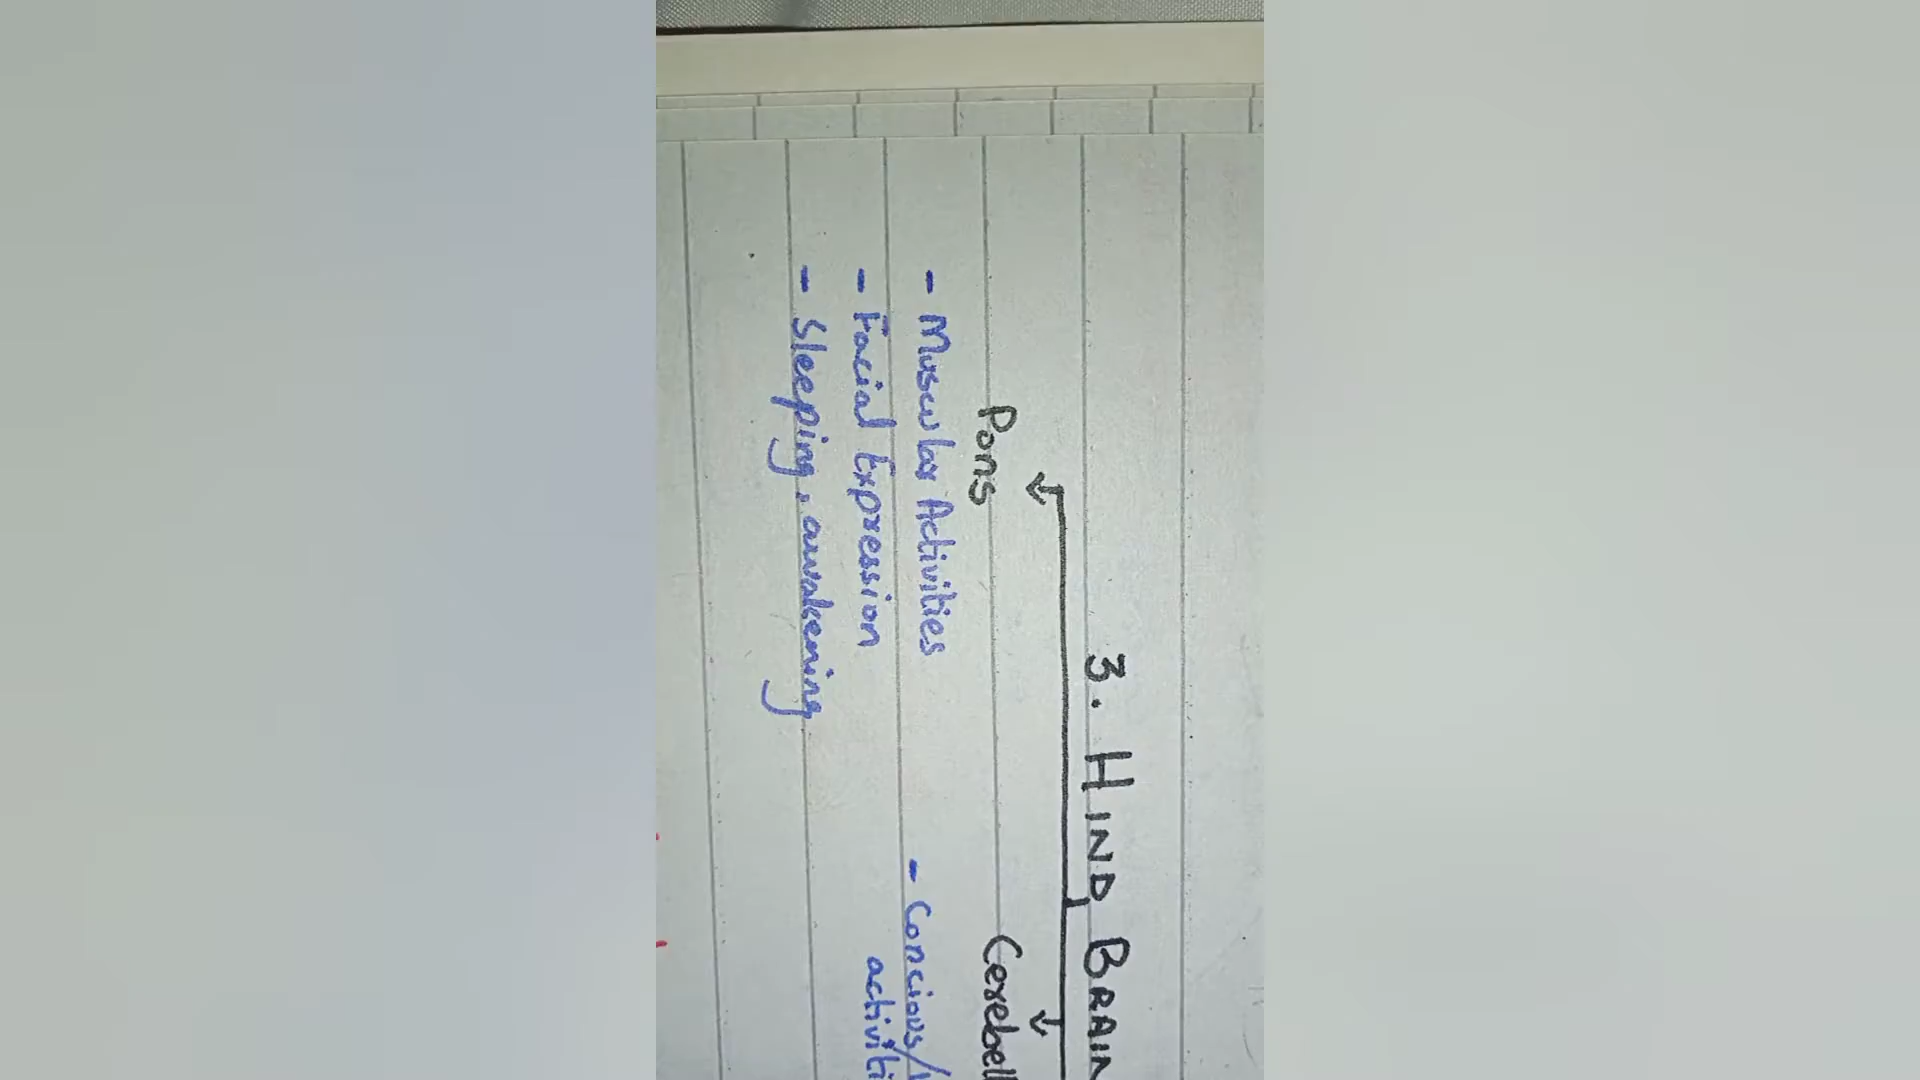 3. HIND BRAIN
Pons
- Muscular Activities
- Facial Expression
- Sleeping, awakening
Cerebell
- Concious/
activiti